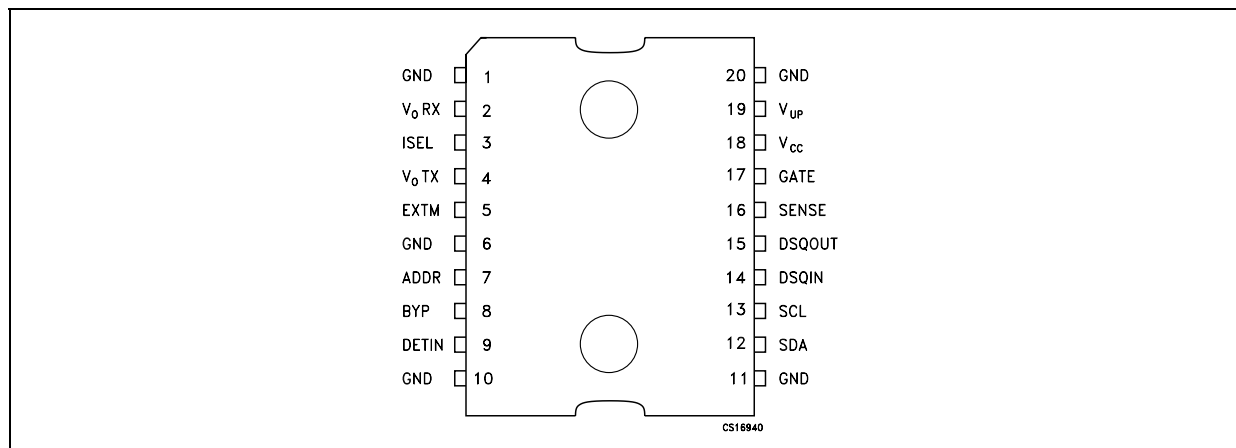 GND 1 20 GND
V₀ RX 2 19 V_UP
ISEL 3 18 V_CC
V₀ TX 4 17 GATE
EXTM 5 16 SENSE
GND 6 15 DSQOUT
ADDR 7 14 DSQIN
BYP 8 13 SCL
DETIN 9 12 SDA
GND 10 11 GND
CS16940